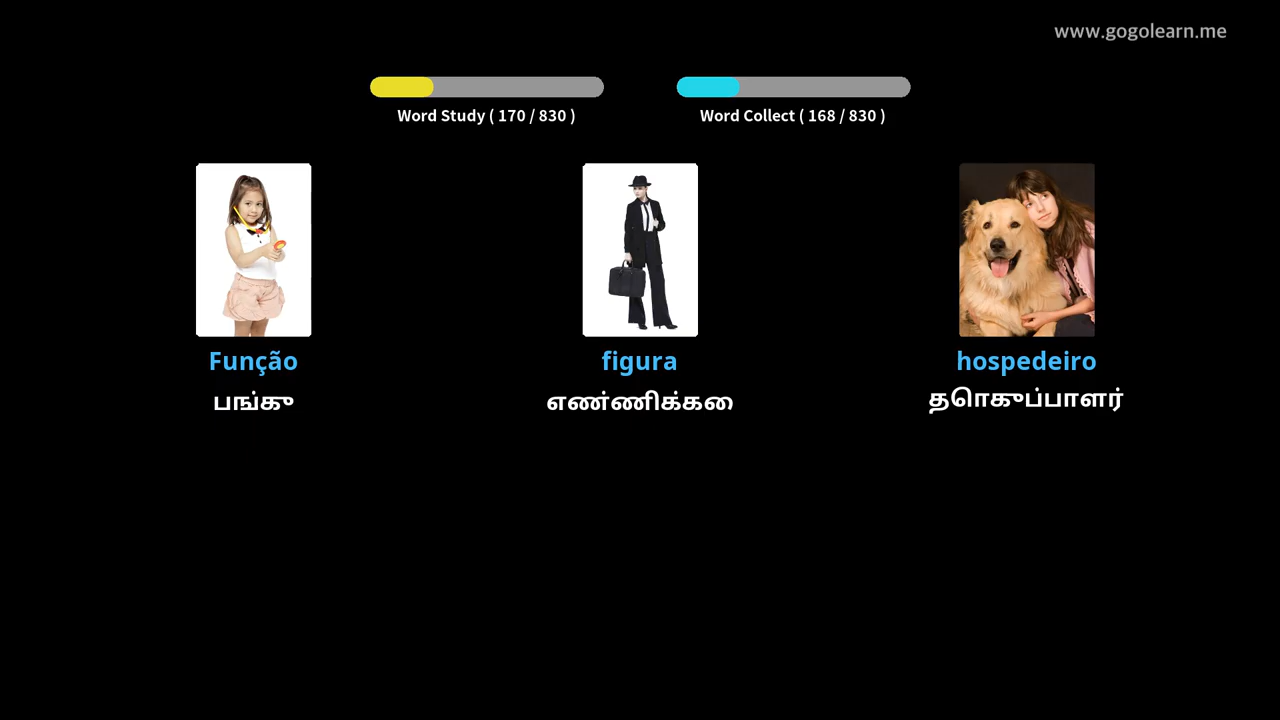 www.gogolearn.me
Word Study ( 170 / 830 )
Word Collect ( 168 / 830 )
Função
figura
hospedeiro
பங்கு
எண்ணிக்கை
தொகுப்பாளர்